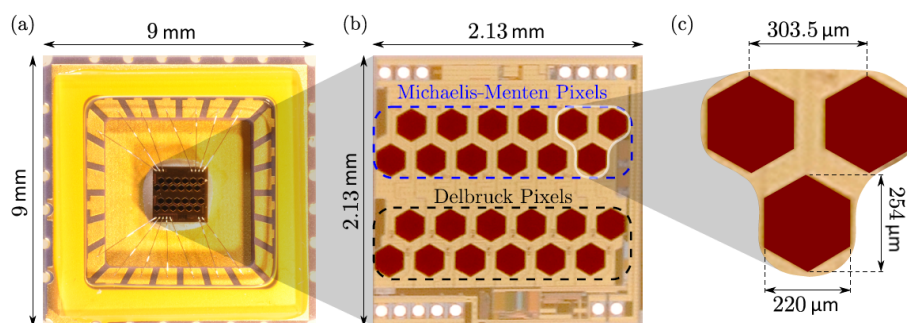 (a)
9 mm
9 mm
(b)
2.13 mm
2.13 mm
Michaelis-Menten Pixels
Delbruck Pixels
(c)
303.5 µm
254 µm
220 µm